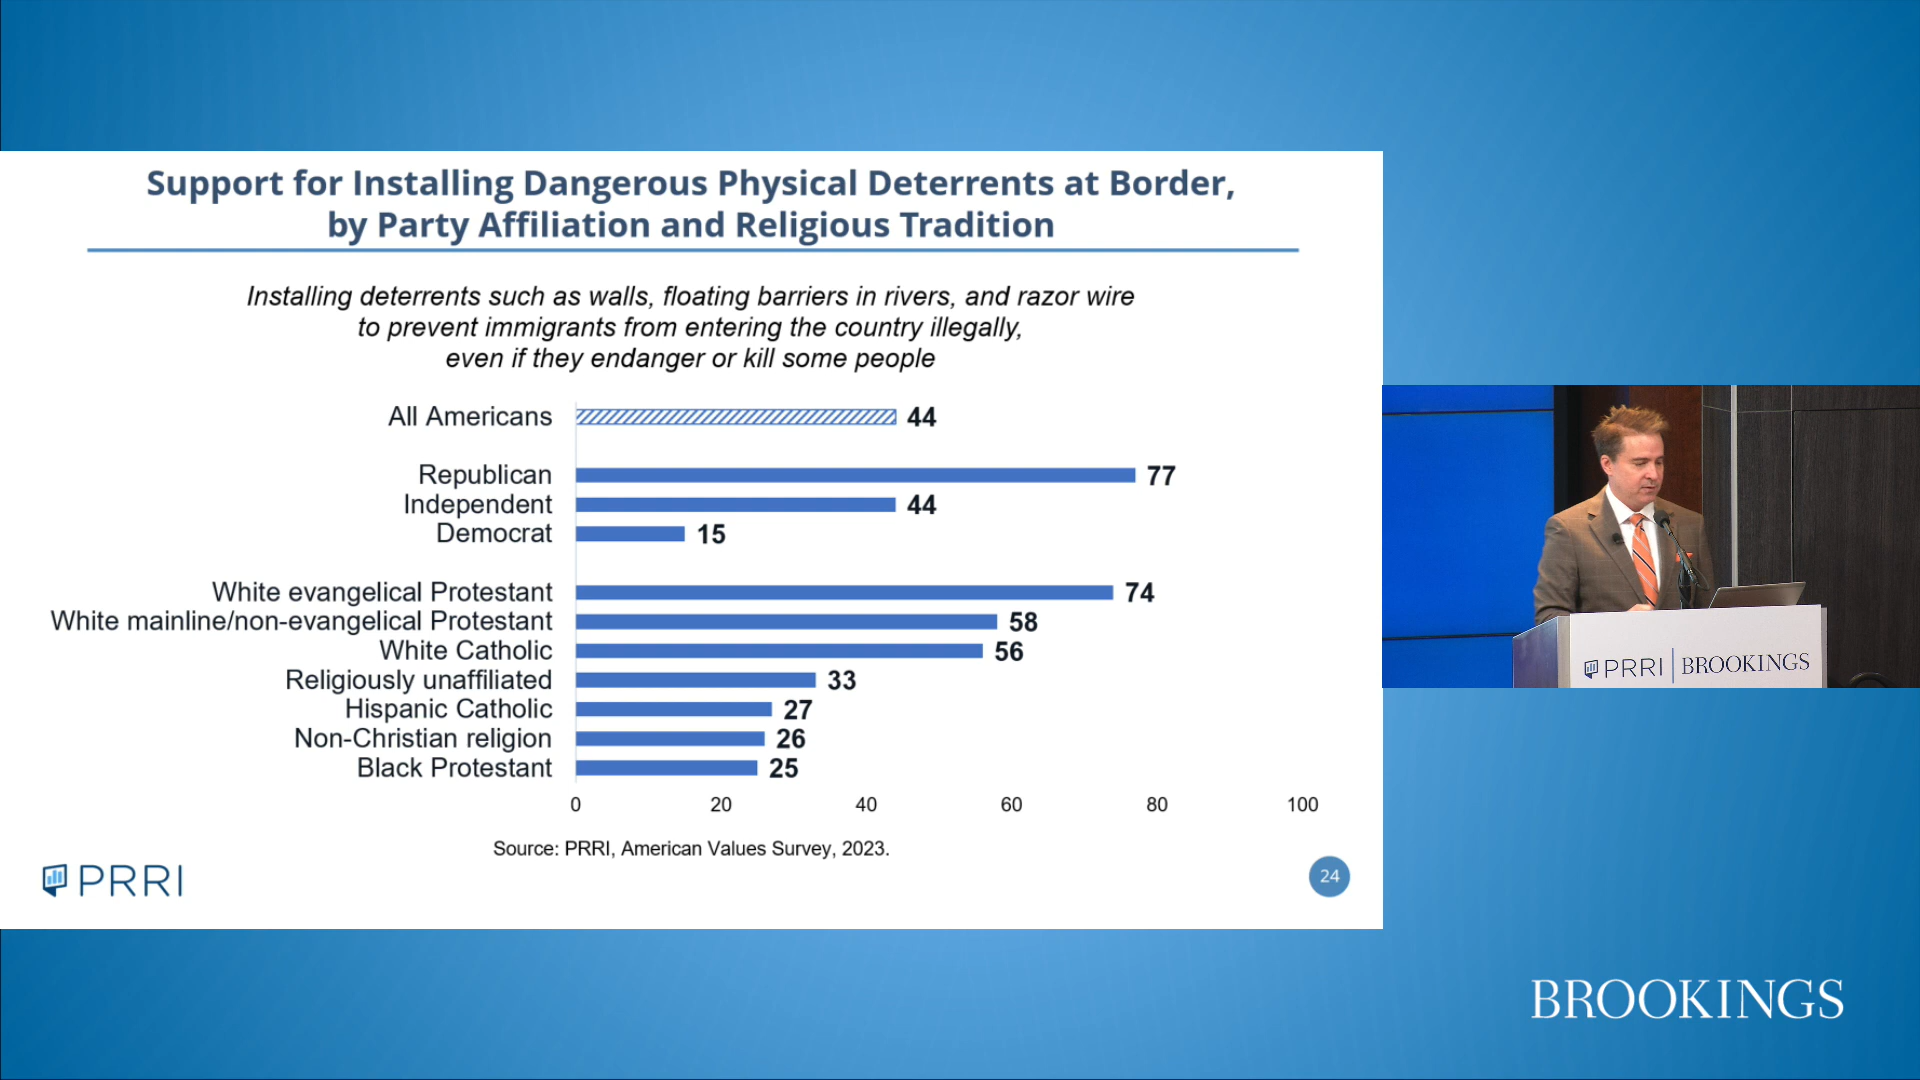 Support for Installing Dangerous Physical Deterrents at Border,
by Party Affiliation and Religious Tradition
Installing deterrents such as walls, floating barriers in rivers, and razor wire
to prevent immigrants from entering the country illegally,
even if they endanger or kill some people
All Americans 44
Republican 77
Independent 44
Democrat 15
White evangelical Protestant 74
White mainline/non-evangelical Protestant 58
White Catholic 56
Religiously unaffiliated 33
Hispanic Catholic 27
Non-Christian religion 26
Black Protestant 25
0 20 40 60 80 100
Source: PRRI, American Values Survey, 2023.
PRRI
24
PRRI | BROOKINGS
BROOKINGS